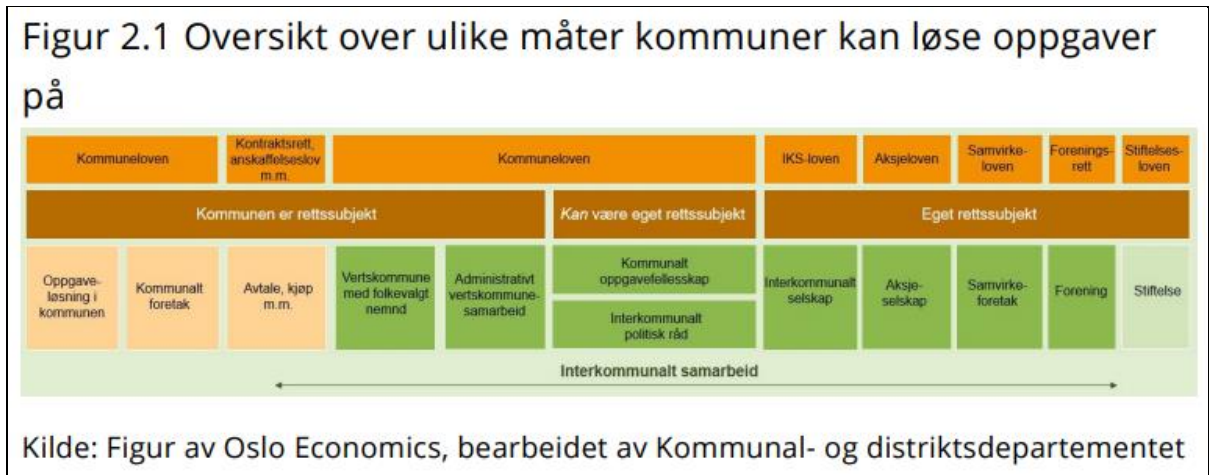 Figur 2.1 Oversikt over ulike måter kommuner kan løse oppgaver
på
Kommuneloven
Kontraktsrett,
anskaffelseslov
m.m.
Kommuneloven
IKS-loven
Aksjeloven
Samvirke-
loven
Forenings-
rett
Stiftelses-
loven
Kommunen er rettssubjekt
Kan være eget rettssubjekt
Eget rettssubjekt
Oppgave-
løsning i
kommunen
Kommunalt
foretak
Avtale, kjøp
m.m.
Vertskommune
med folkevalgt
nemnd
Administrativt
vertskommune-
samarbeid
Kommunalt
oppgavefellesskap
Interkommunalt
politisk råd
Interkommunalt
selskap
Aksje-
selskap
Samvirke-
foretak
Forening
Stiftelse
Interkommunalt samarbeid
Kilde: Figur av Oslo Economics, bearbeidet av Kommunal- og distriktsdepartementet